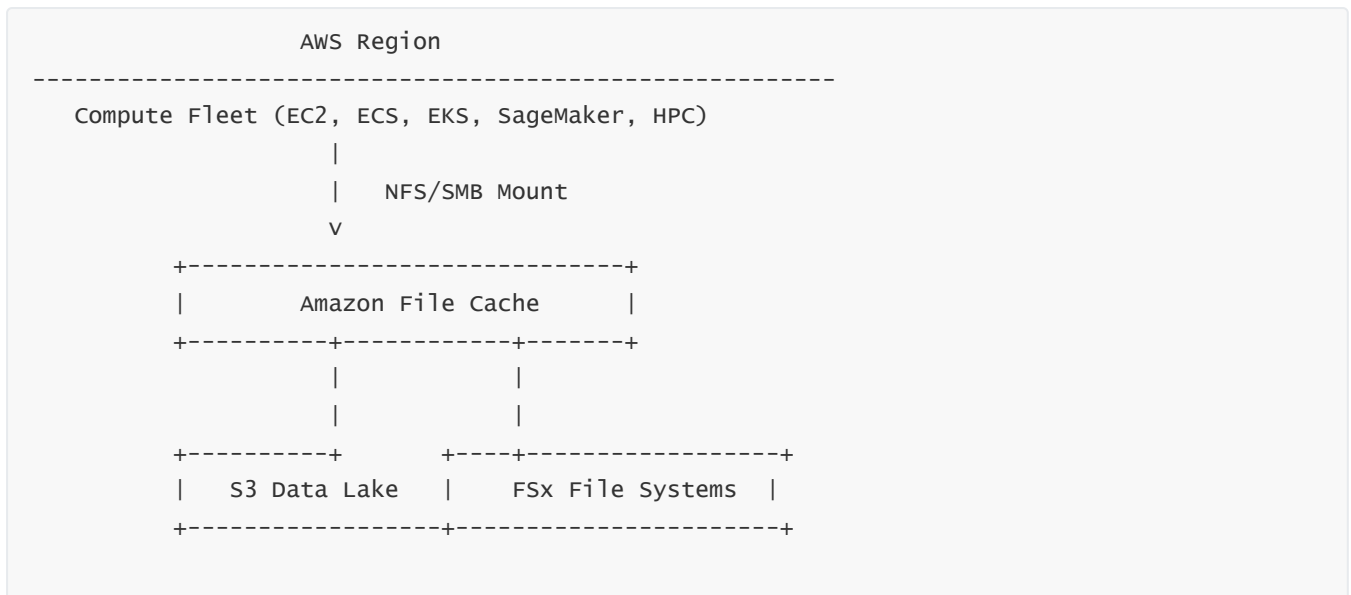 AWS Region
---------------------------------------------------------
Compute Fleet (EC2, ECS, EKS, SageMaker, HPC)
|
| NFS/SMB Mount
v
+-------------------------------+
| Amazon File Cache |
+----------+------------+-------+
| |
| |
+----------+ +----+------------------+
| S3 Data Lake | FSx File Systems |
+------------------+-----------------------+